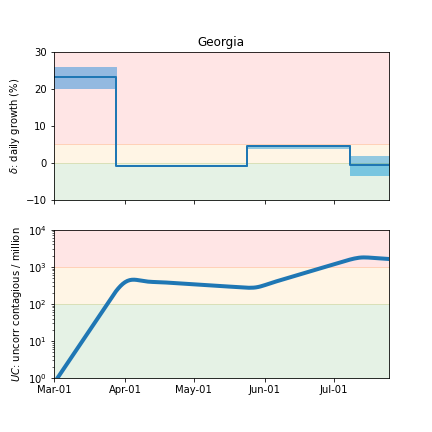 Georgia
δ: daily growth (%)
30
20
10
0
−10
UC: uncorr contagious / million
10⁴
10³
10²
10¹
10⁰
Mar-01 Apr-01 May-01 Jun-01 Jul-01